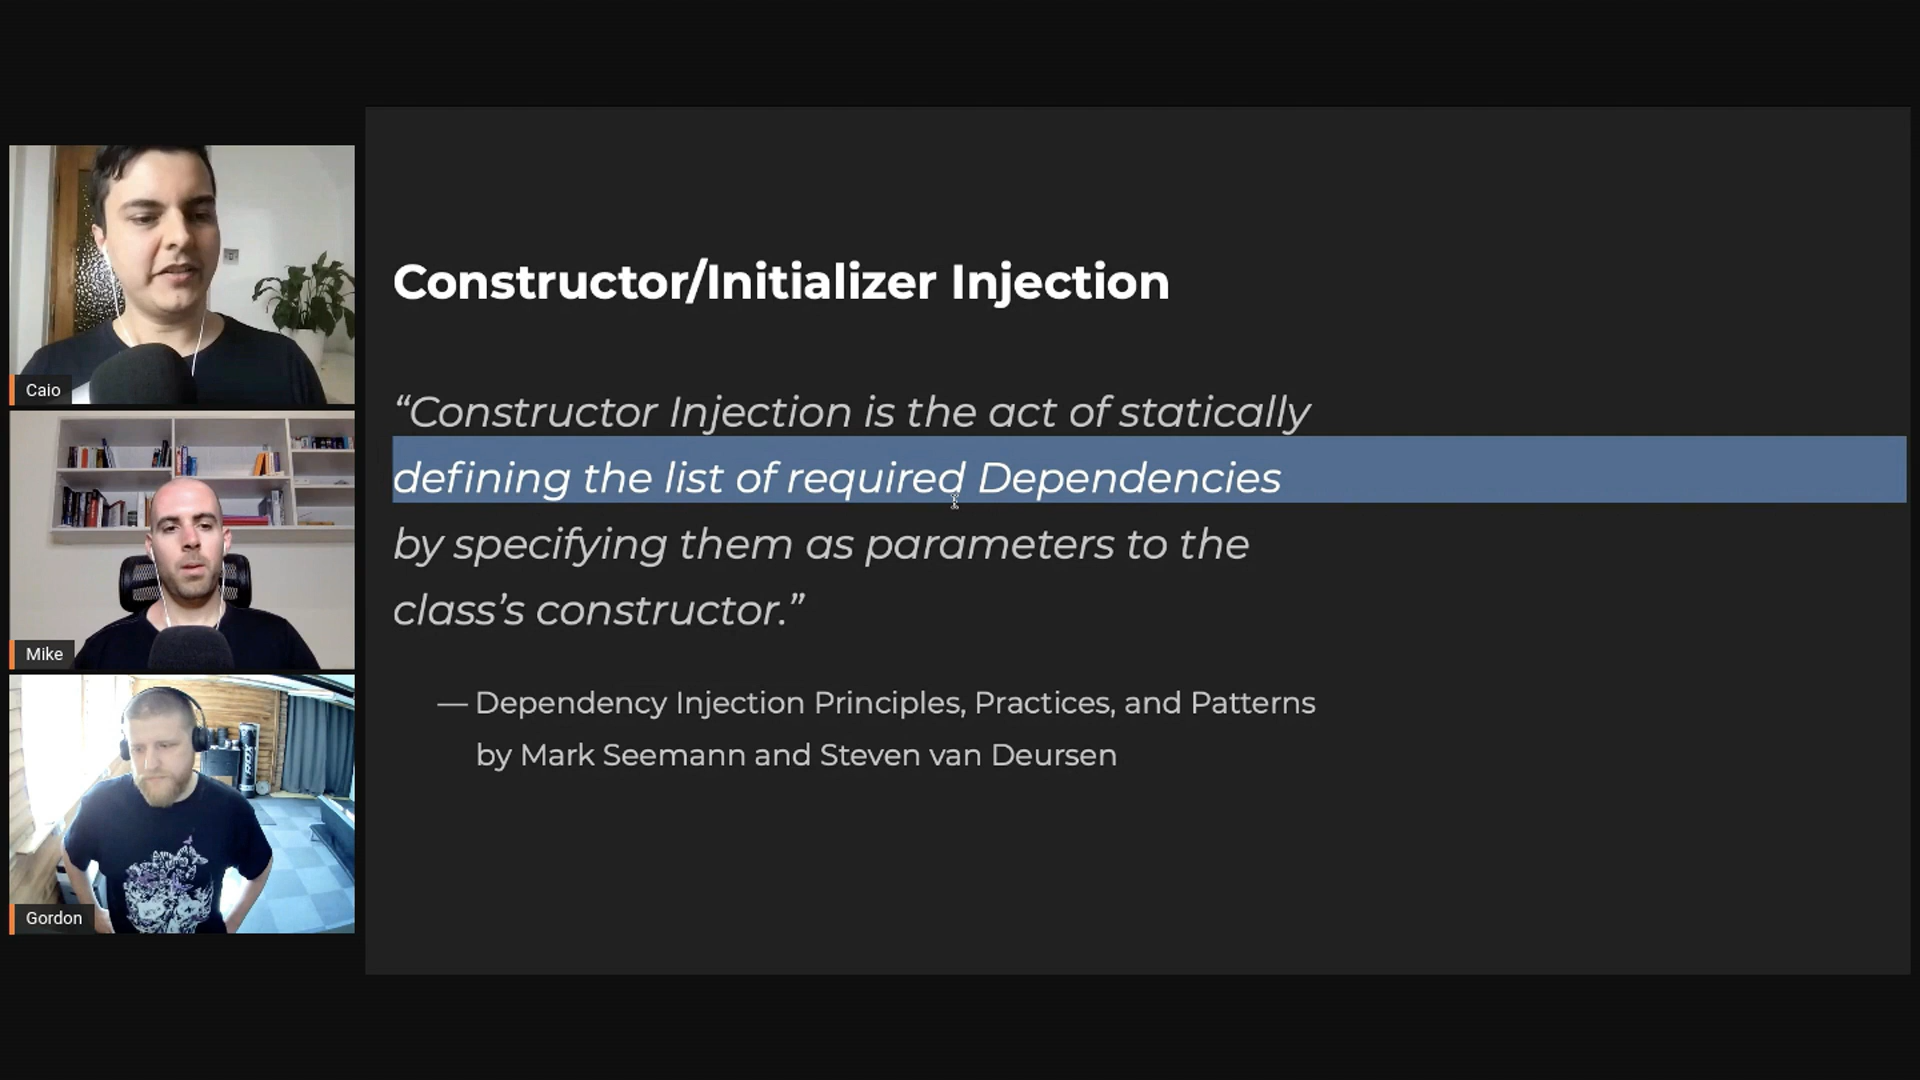 Constructor/Initializer Injection
“Constructor Injection is the act of statically
defining the list of required Dependencies
by specifying them as parameters to the
class’s constructor.”
— Dependency Injection Principles, Practices, and Patterns
by Mark Seemann and Steven van Deursen
Caio
Mike
Gordon
RDX